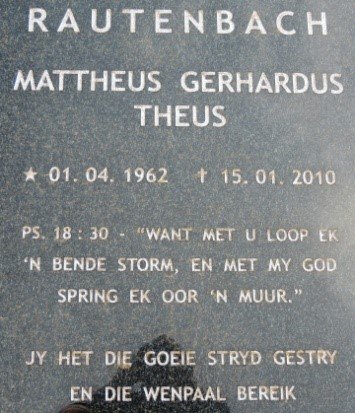 RAUTENBACH
MATTHEUS GERHARDUS
THEUS
★ 01. 04. 1962 † 15. 01. 2010
PS. 18 : 30 - "WANT MET U LOOP EK
'N BENDE STORM, EN MET MY GOD
SPRING EK OOR 'N MUUR."
JY HET DIE GOEIE STRYD GESTRY
EN DIE WENPAAL BEREIK